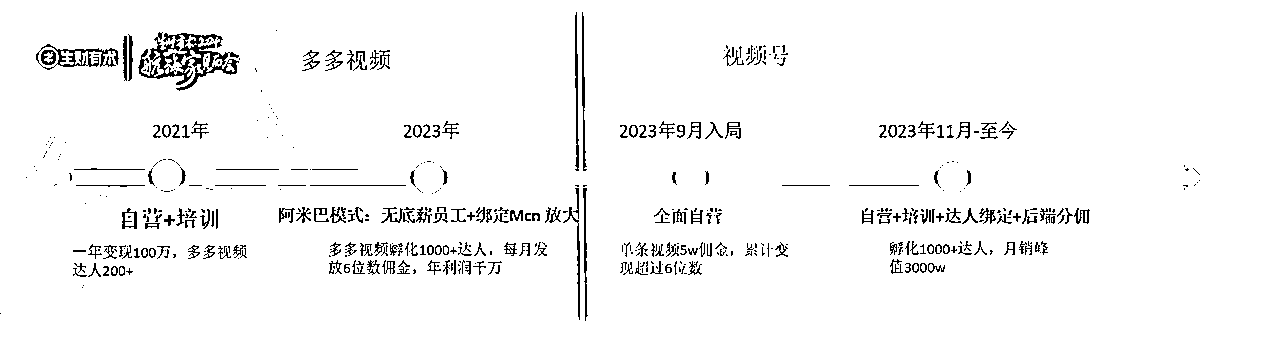 生财有术
多多视频
视频号
2021年
2023年
2023年9月入局
2023年11月-至今
自营+培训
阿米巴模式：无底薪员工+绑定Mcn 放大
全面自营
自营+培训+达人绑定+后端分佣
一年变现100万，多多视频
达人200+
多多视频孵化1000+达人，每月发
放6位数佣金，年利润千万
单条视频5w佣金，累计变
现超过6位数
孵化1000+达人，月销峰
值3000w